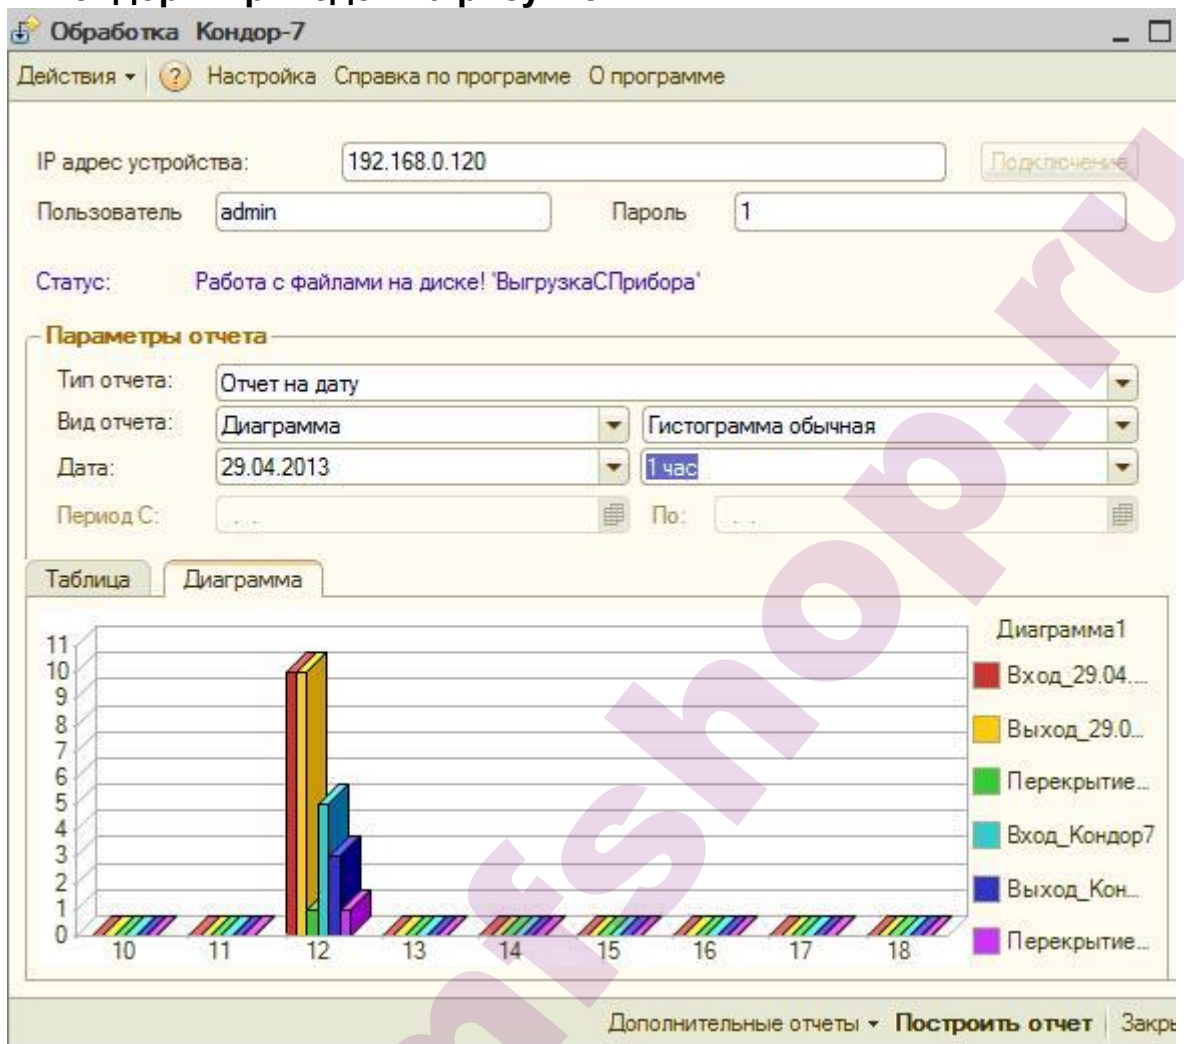 Обработка Кондор-7
Действия ? Настройка Справка по программе О программе
IP адрес устройства: 192.168.0.120 Подключение
Пользователь admin Пароль 1
Статус: Работа с файлами на диске! 'ВыгрузкаСПрибора'
Параметры отчета
Тип отчета: Отчет на дату
Вид отчета: Диаграмма Гистограмма обычная
Дата: 29.04.2013 1 час
Период С: . . По: . .
Таблица Диаграмма
Диаграмма1
11
10
9
8
7
6
5
4
3
2
1
0
10 11 12 13 14 15 16 17 18
Вход_29.04....
Выход_29.0...
Перекрытие...
Вход_Кондор7
Выход_Кон...
Перекрытие...
Дополнительные отчеты Построить отчет Закры
mfshop.ru